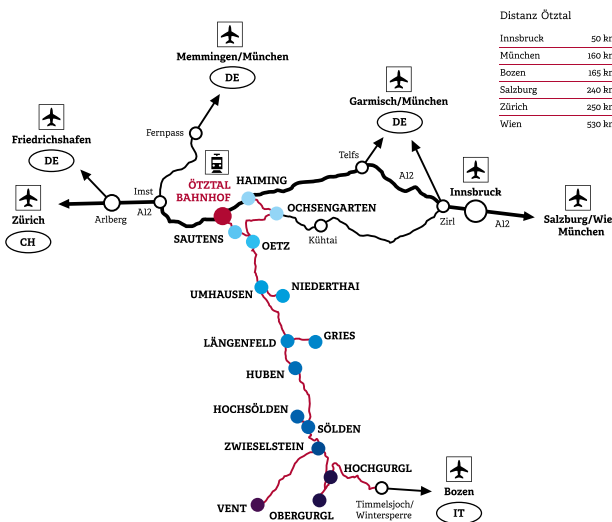 Distanz Ötztal
Innsbruck 50 km
München 160 km
Bozen 165 km
Salzburg 240 km
Zürich 250 km
Wien 530 km
Memmingen/München
DE
Garmisch/München
DE
Friedrichshafen
DE
Fernpass
Telfs
ÖTZTAL
BAHNHOF
HAIMING
A12
Innsbruck
Imst
A12
Zürich
CH
Arlberg
OCHSENGARTEN
Zirl
A12
Salzburg/Wien
München
SAUTENS
OETZ
Kühtai
UMHAUSEN
NIEDERTHAI
LÄNGENFELD
GRIES
HUBEN
HOCHSÖLDEN
SÖLDEN
ZWIESELSTEIN
HOCHGURGL
VENT
OBERGURGL
Timmelsjoch/
Wintersperre
Bozen
IT